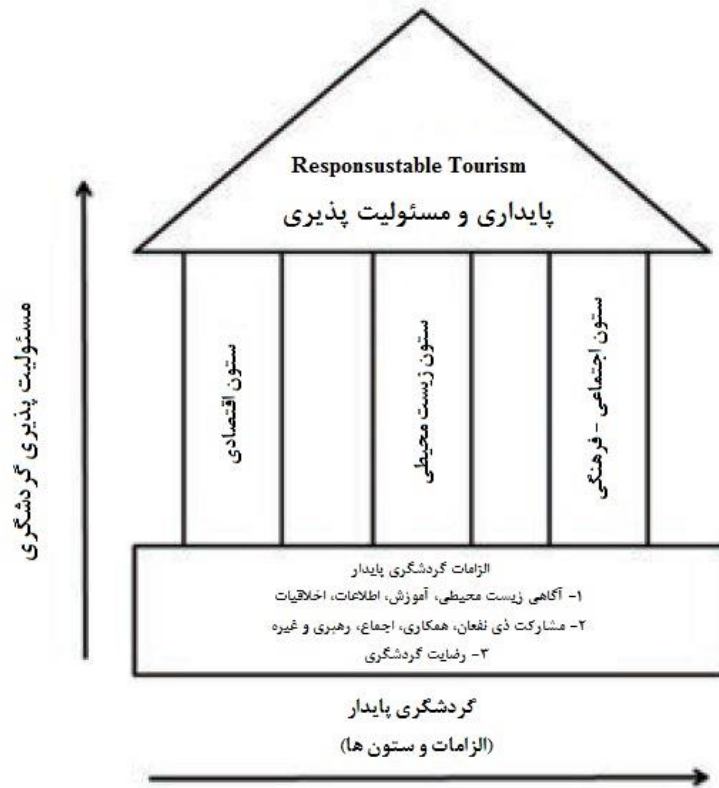 Responsustable Tourism
پایداری و مسئولیت پذیری
مسئولیت پذیری گردشگری
ستون اقتصادی
ستون زیست محیطی
ستون اجتماعی - فرهنگی
الزامات گردشگری پایدار
۱- آگاهی زیست محیطی، آموزش، اطلاعات، اخلاقیات
۲- مشارکت ذی نفعان، همکاری، اجماع، رهبری و غیره
۳- رضایت گردشگری
گردشگری پایدار
(الزامات و ستون ها)